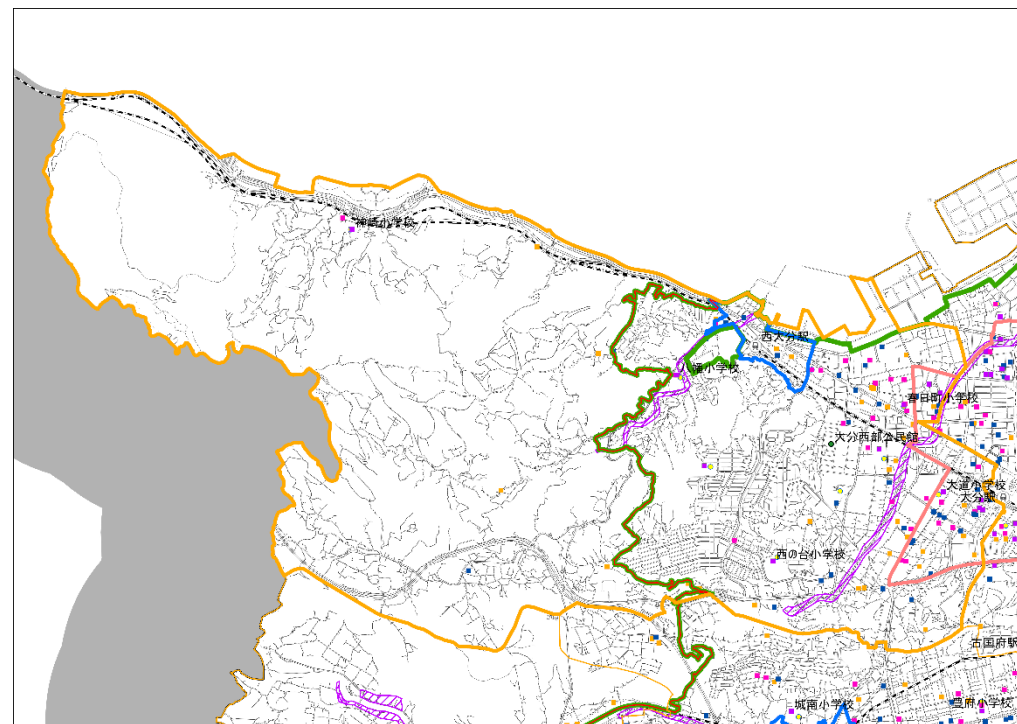 神崎小学校
西大分駅
八幡小学校
春日町小学校
大分西部公民館
大道小学校
大分駅
西の台小学校
古国府駅
城南小学校
豊府小学校